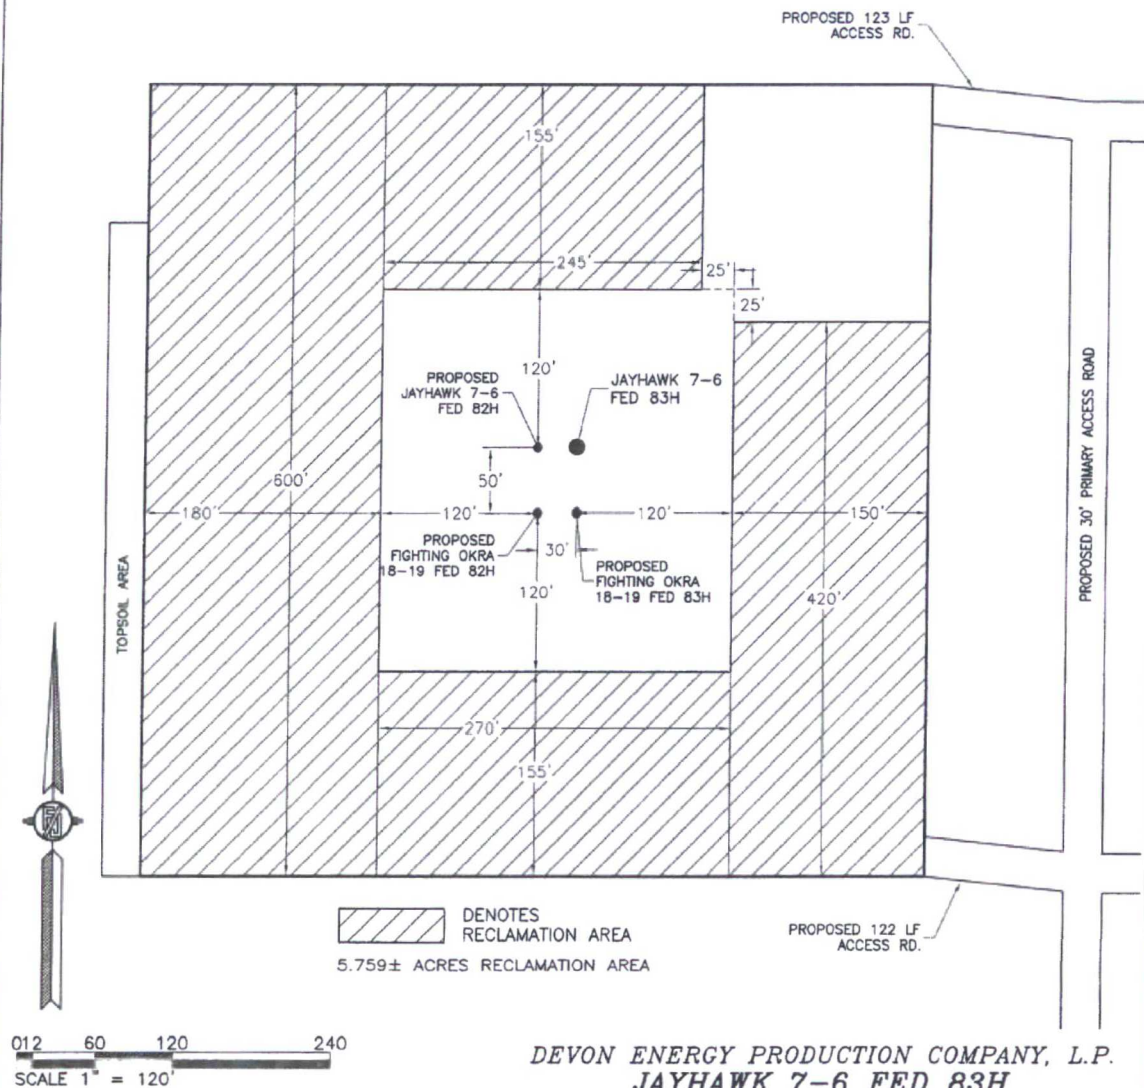 PROPOSED 123 LF
ACCESS RD.
155'
245'
25'
25'
120'
PROPOSED
JAYHAWK 7-6
FED 82H
JAYHAWK 7-6
FED 83H
600'
50'
180'
120'
120'
150'
PROPOSED
FIGHTING OKRA
18-19 FED 82H
30'
PROPOSED
FIGHTING OKRA
18-19 FED 83H
120'
420'
TOPSOIL AREA
PROPOSED 30' PRIMARY ACCESS ROAD
270'
155'
DENOTES
RECLAMATION AREA
5.759± ACRES RECLAMATION AREA
PROPOSED 122 LF
ACCESS RD.
012 60 120 240
SCALE 1" = 120'
DEVON ENERGY PRODUCTION COMPANY, L.P.
JAYHAWK 7-6 FED 83H